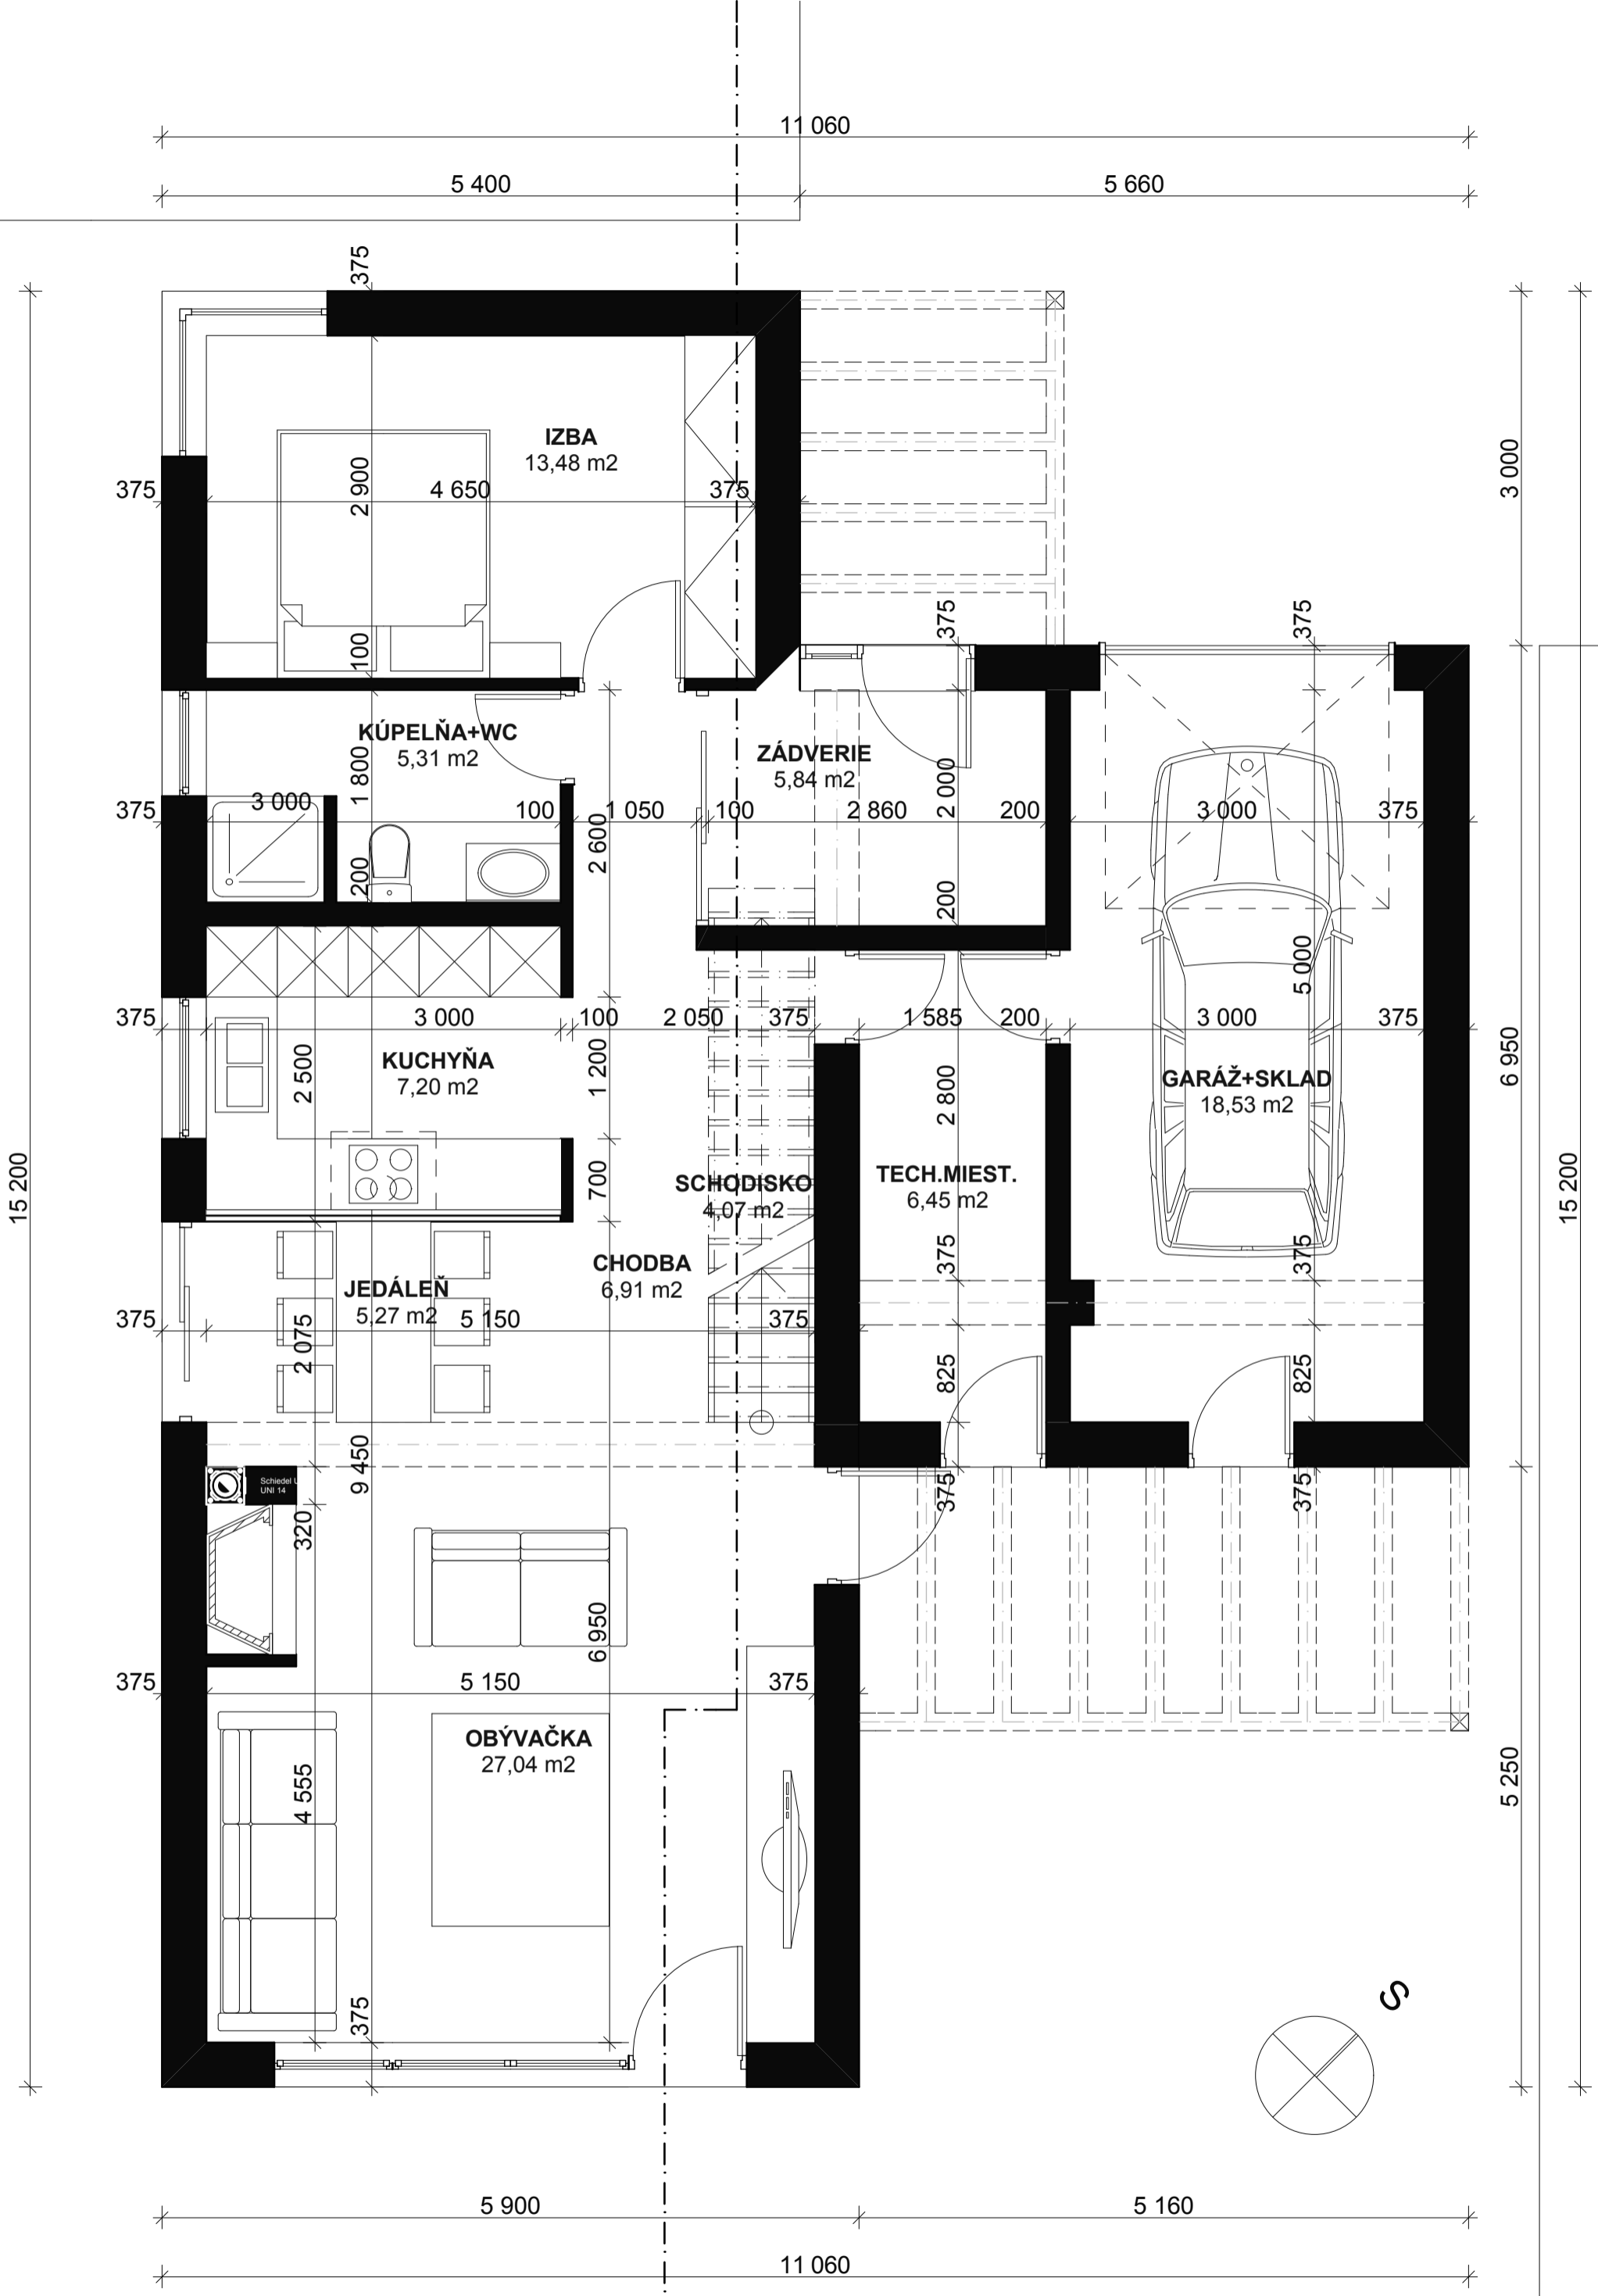 11 060
5 400
5 660
375
IZBA
13,48 m2
3 000
2 900
375
4 650
375
100
375
375
KÚPELŇA+WC
5,31 m2
ZÁDVERIE
5,84 m2
1 800
2 000
375
3 000
100
1 050
100
2 860
200
3 000
375
2 600
200
200
5 000
375
3 000
100
2 050
375
1 585
200
3 000
375
KUCHYŇA
7,20 m2
2 500
1 200
2 800
GARÁŽ+SKLAD
18,53 m2
6 950
15 200
15 200
700
SCHODISKO
4,07 m2
TECH.MIEST.
6,45 m2
CHODBA
6,91 m2
375
375
JEDÁLEŇ
5,27 m2
375
5 150
375
2 075
825
825
9 450
Schiedel U
UNI 14
375
375
320
6 950
375
5 150
375
OBÝVAČKA
27,04 m2
4 555
5 250
375
S
5 900
5 160
11 060